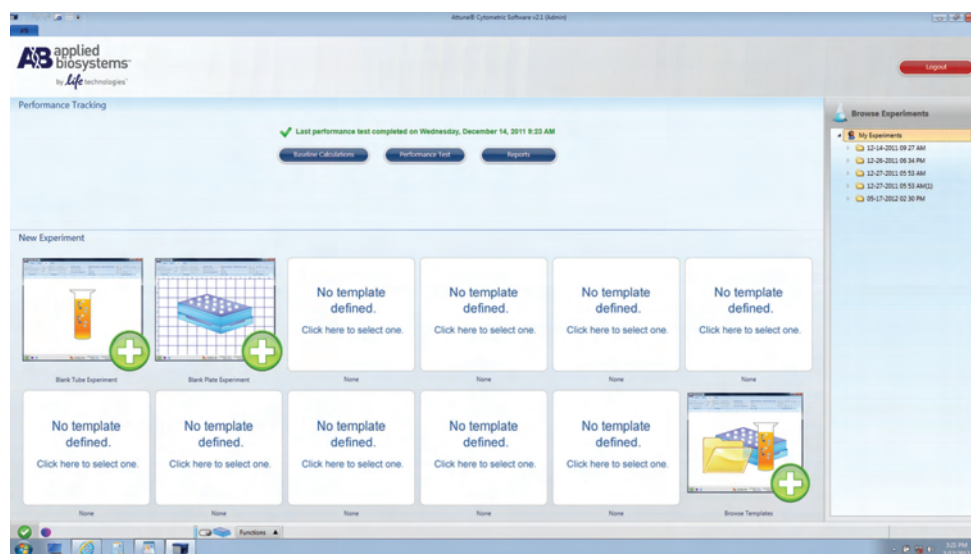 Attune® Cytometric Software v2.1 (Admin)
AB applied
biosystems™
by life technologies™
Logout
Performance Tracking
Last performance test completed on Wednesday, December 14, 2011 9:23 AM
Baseline Calculations
Performance Test
Reports
Browse Experiments
My Experiments
12-14-2011 09 27 AM
12-26-2011 06 34 PM
12-27-2011 05 53 AM
12-27-2011 05 53 AM(1)
05-17-2012 02 30 PM
New Experiment
No template
defined.
Click here to select one.
No template
defined.
Click here to select one.
No template
defined.
Click here to select one.
No template
defined.
Click here to select one.
Blank Tube Experiment
Blank Plate Experiment
None
None
None
None
No template
defined.
Click here to select one.
No template
defined.
Click here to select one.
No template
defined.
Click here to select one.
No template
defined.
Click here to select one.
No template
defined.
Click here to select one.
None
None
None
None
None
Browse Templates
Functions
3:21 PM